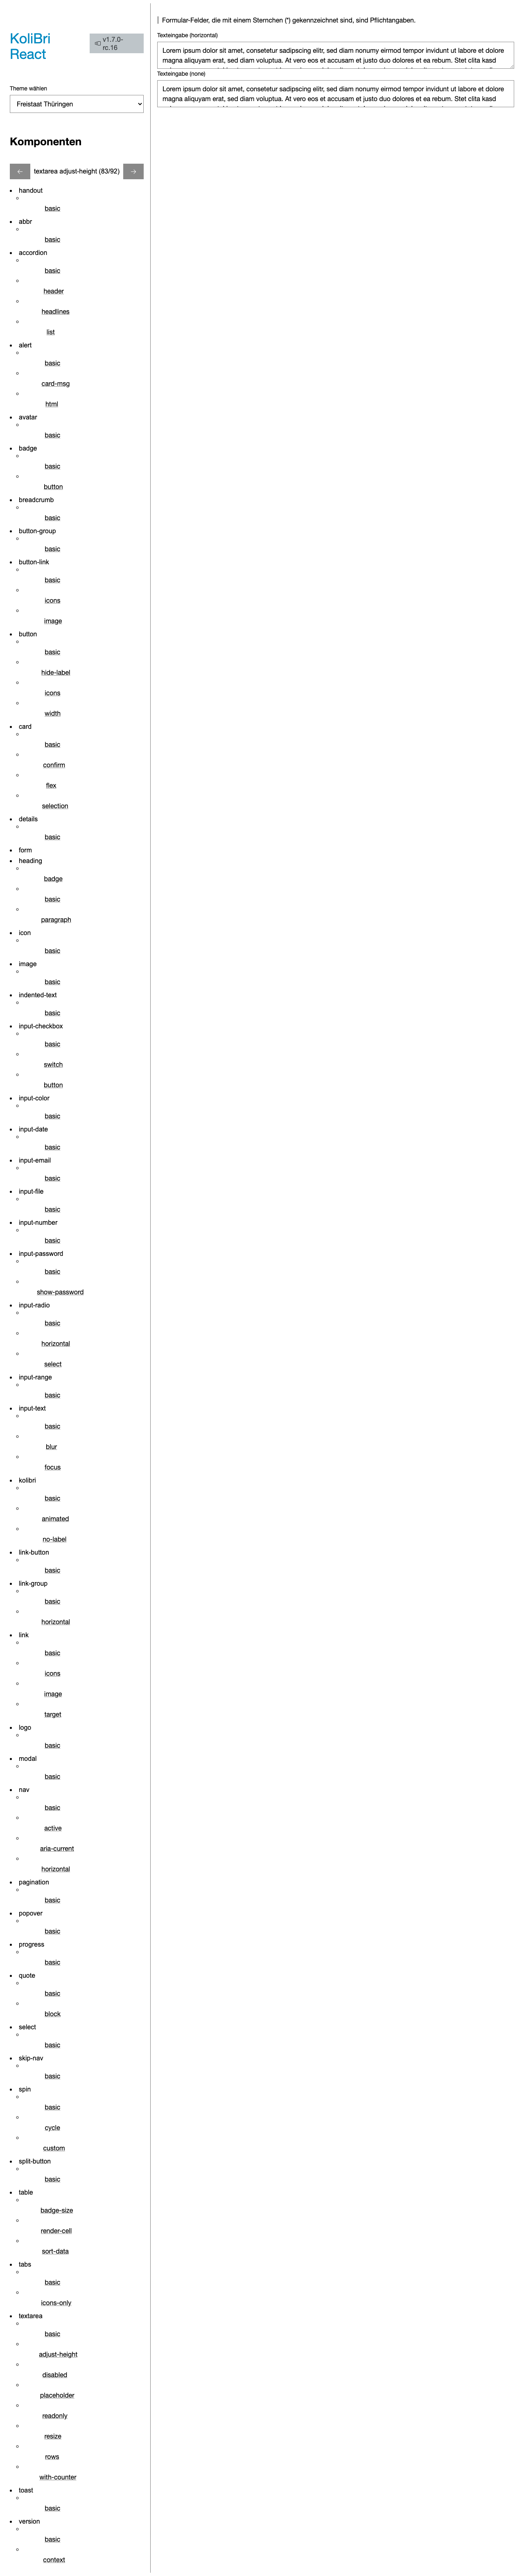 KoliBri
React
v1.7.0-
rc.16
Theme wählen
Freistaat Thüringen
Komponenten
textarea adjust-height (83/92)
handout
basic
abbr
basic
accordion
basic
header
headlines
list
alert
basic
card-msg
html
avatar
basic
badge
basic
button
breadcrumb
basic
button-group
basic
button-link
basic
icons
image
button
basic
hide-label
icons
width
card
basic
confirm
flex
selection
details
basic
form
heading
badge
basic
paragraph
icon
basic
image
basic
indented-text
basic
input-checkbox
basic
switch
button
input-color
basic
input-date
basic
input-email
basic
input-file
basic
input-number
basic
input-password
basic
show-password
input-radio
basic
horizontal
select
input-range
basic
input-text
basic
blur
focus
kolibri
basic
animated
no-label
link-button
basic
link-group
basic
horizontal
link
basic
icons
image
target
logo
basic
modal
basic
nav
basic
active
aria-current
horizontal
pagination
basic
popover
basic
progress
basic
quote
basic
block
select
basic
skip-nav
basic
spin
basic
cycle
custom
split-button
basic
table
badge-size
render-cell
sort-data
tabs
basic
icons-only
textarea
basic
adjust-height
disabled
placeholder
readonly
resize
rows
with-counter
toast
basic
version
basic
context
Formular-Felder, die mit einem Sternchen (*) gekennzeichnet sind, sind Pflichtangaben.
Texteingabe (horizontal)
Lorem ipsum dolor sit amet, consetetur sadipscing elitr, sed diam nonumy eirmod tempor invidunt ut labore et dolore
magna aliquyam erat, sed diam voluptua. At vero eos et accusam et justo duo dolores et ea rebum. Stet clita kasd
Texteingabe (none)
Lorem ipsum dolor sit amet, consetetur sadipscing elitr, sed diam nonumy eirmod tempor invidunt ut labore et dolore
magna aliquyam erat, sed diam voluptua. At vero eos et accusam et justo duo dolores et ea rebum. Stet clita kasd